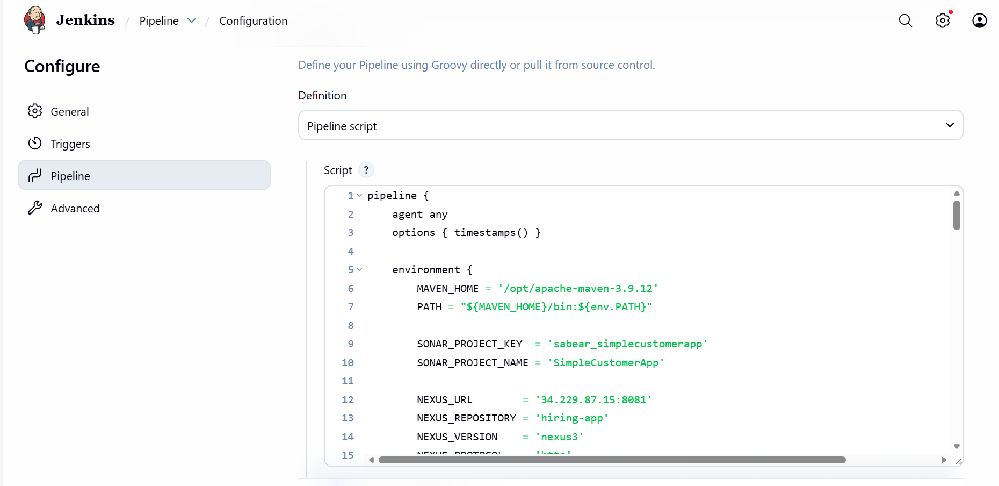 Jenkins / Pipeline / Configuration
Configure
General
Triggers
Pipeline
Advanced
Define your Pipeline using Groovy directly or pull it from source control.
Definition
Pipeline script
Script ?
1 pipeline {
2     agent any
3     options { timestamps() }
4
5     environment {
6         MAVEN_HOME = '/opt/apache-maven-3.9.12'
7         PATH = "${MAVEN_HOME}/bin:${env.PATH}"
8
9         SONAR_PROJECT_KEY  = 'sabear_simplecustomerapp'
10         SONAR_PROJECT_NAME = 'SimpleCustomerApp'
11
12         NEXUS_URL        = '34.229.87.15:8081'
13         NEXUS_REPOSITORY = 'hiring-app'
14         NEXUS_VERSION    = 'nexus3'
15         NEXUS_PROTOCOL   = 'http'